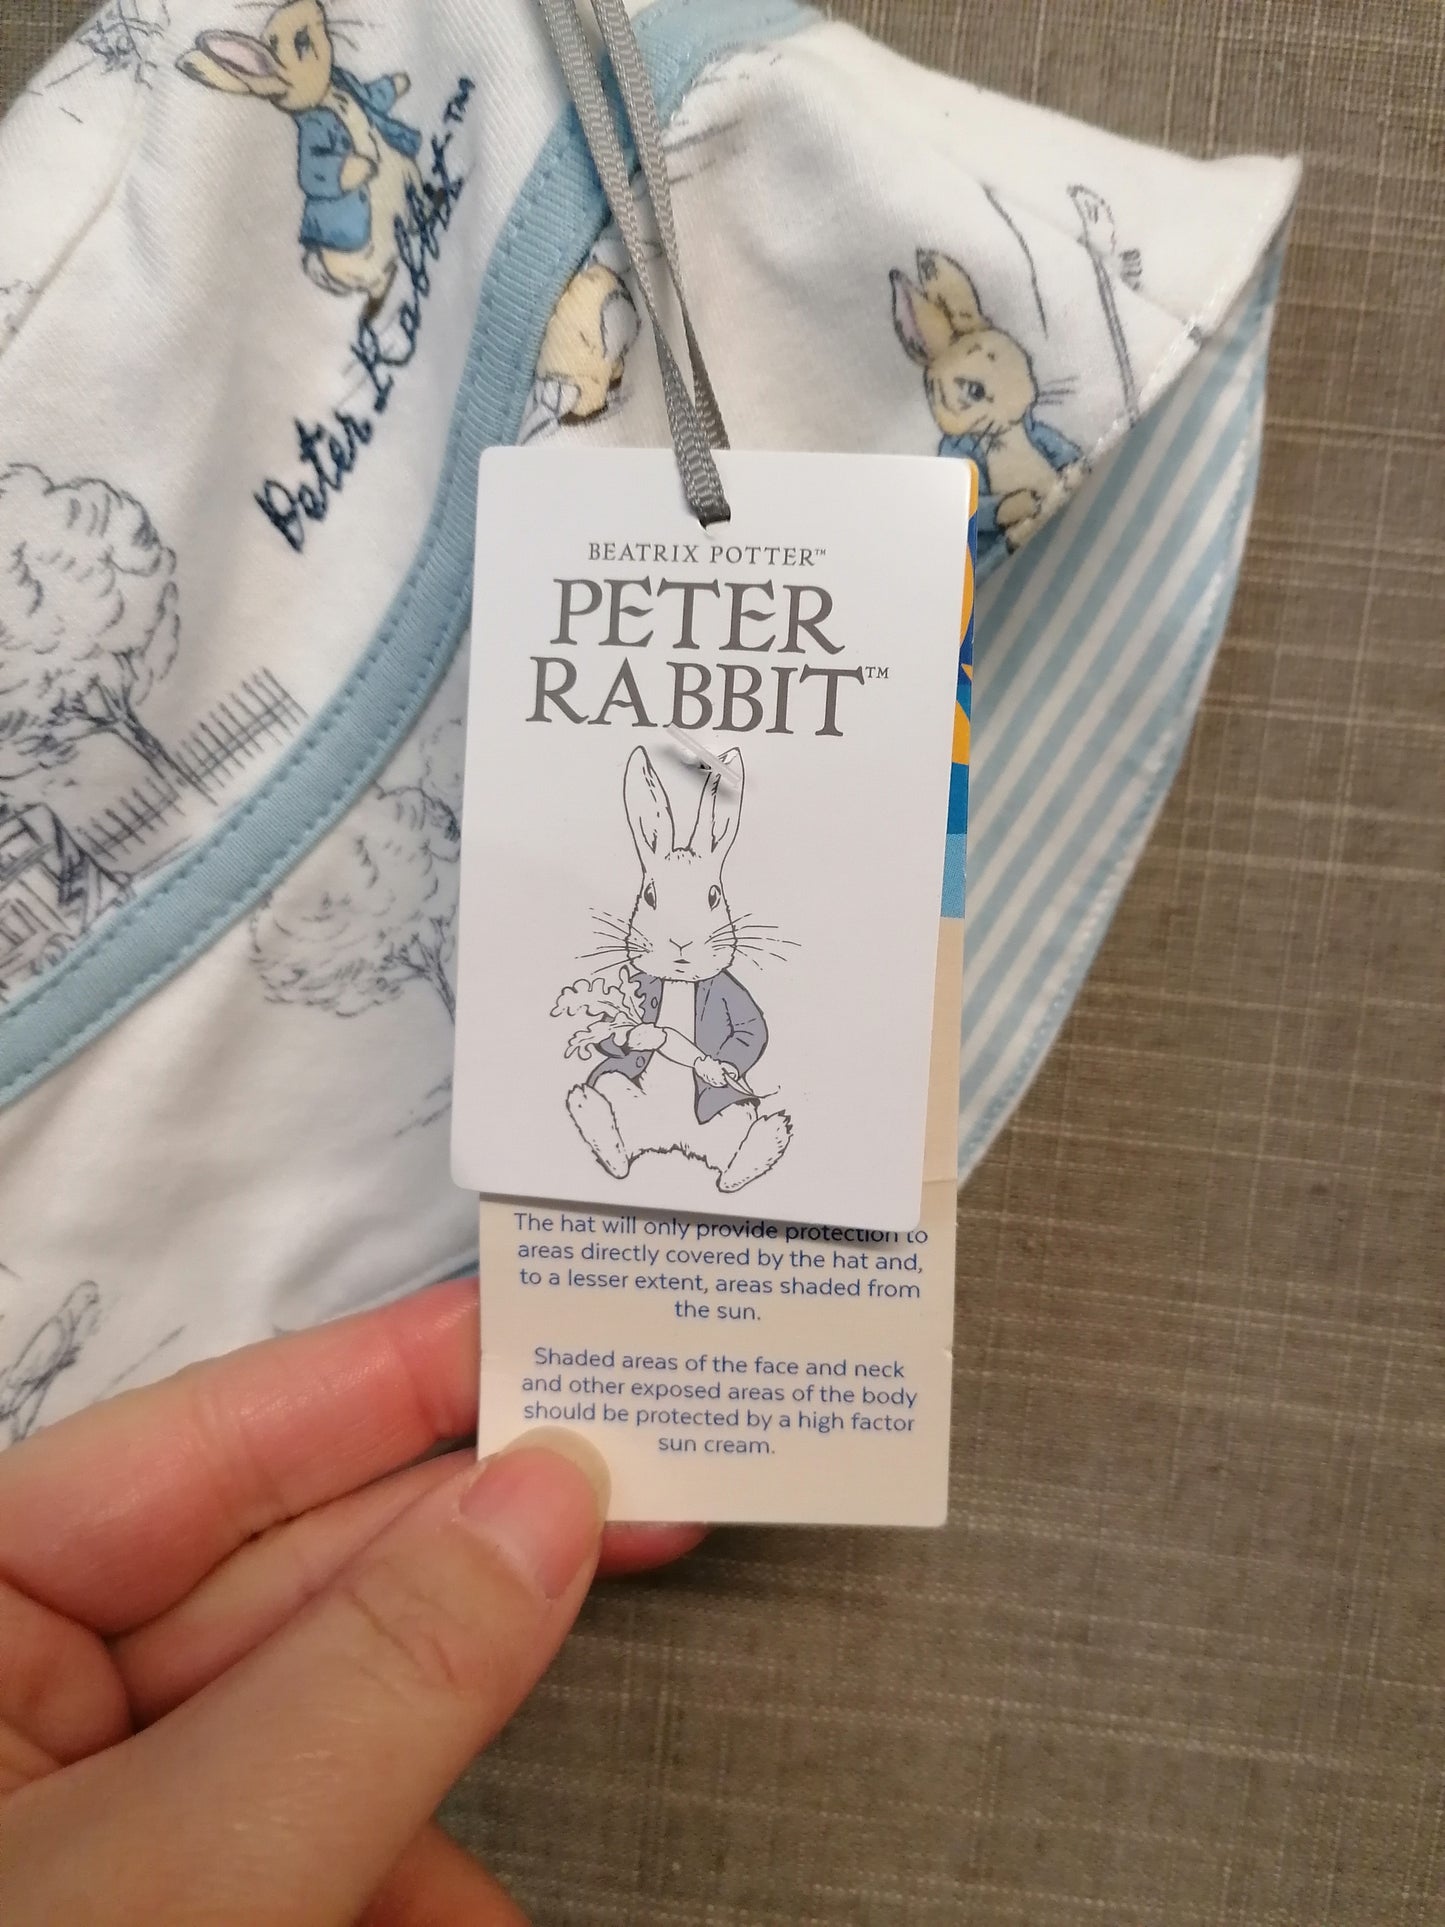 Peter Rabbit™
BEATRIX POTTER™
PETER
RABBIT™
The hat will only provide protection to
areas directly covered by the hat and,
to a lesser extent, areas shaded from
the sun.
Shaded areas of the face and neck
and other exposed areas of the body
should be protected by a high factor
sun cream.